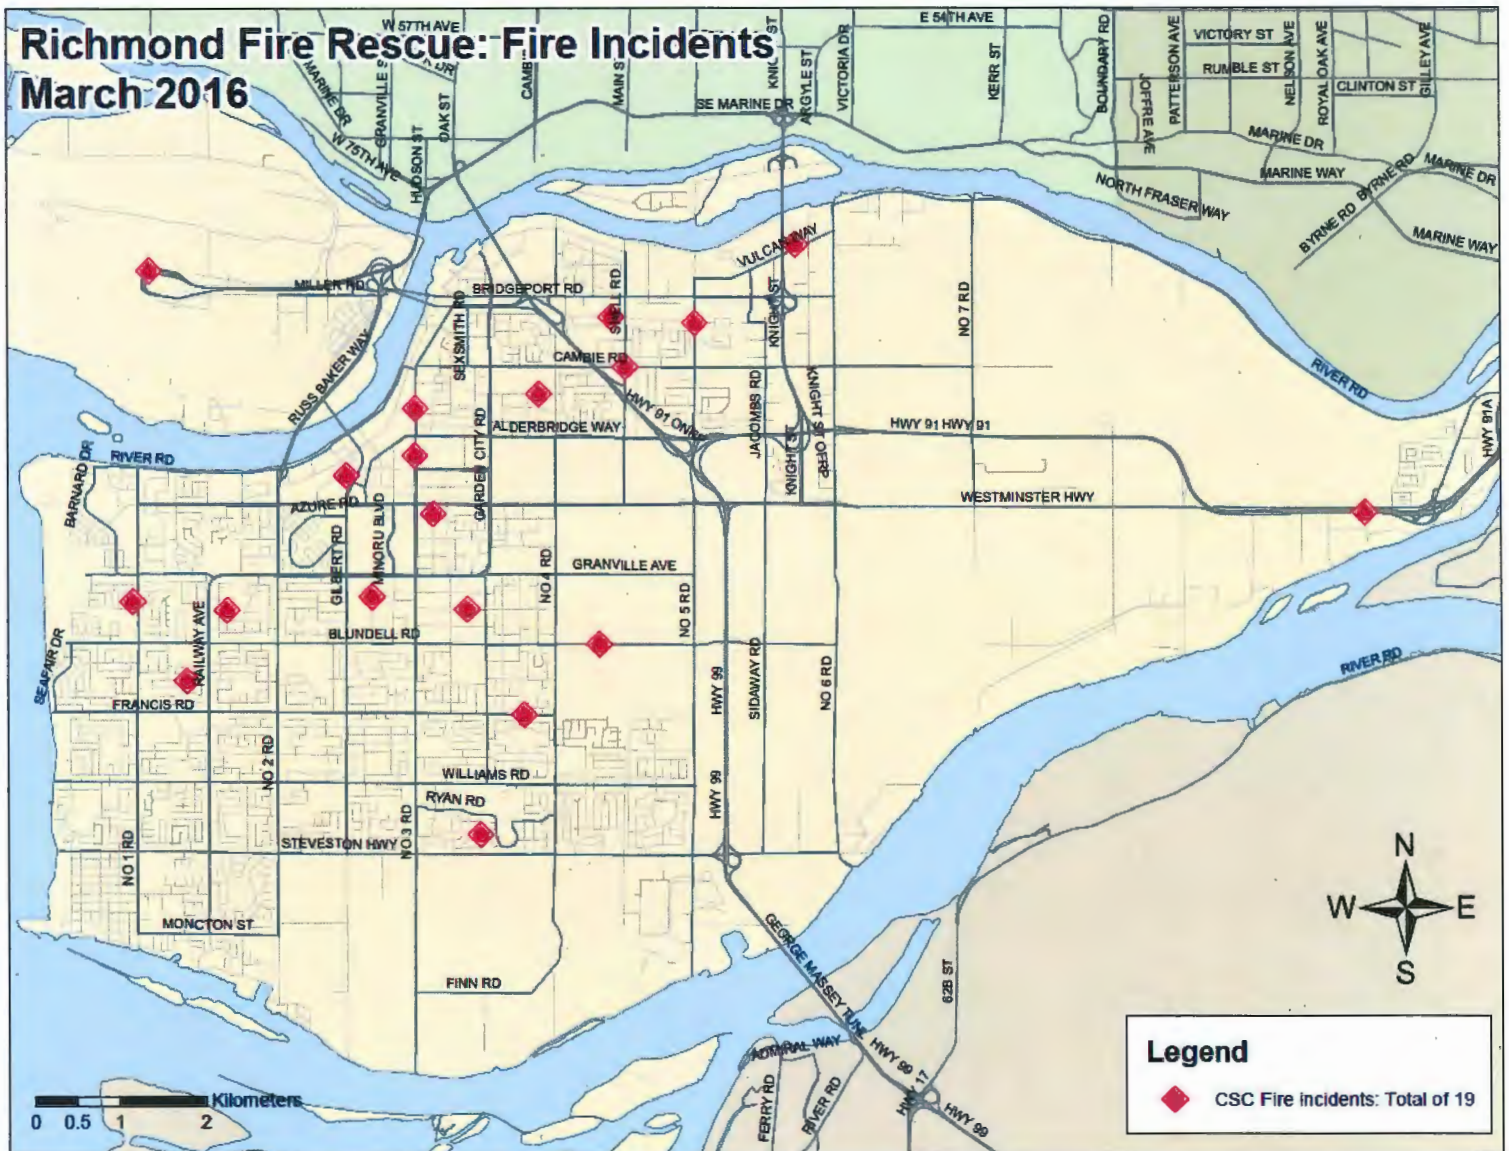 Richmond Fire Rescue: Fire Incidents
March 2016
W 57TH AVE
E 54TH AVE
MARINE DR
OAK ST
MAIN ST
ARGYLE ST
VICTORIA DR
KERR ST
BOUNDARY RD
JOFFRE AVE
PATTERSON AVE
VICTORY ST
RUMBLE ST
NELSON AVE
ROYAL OAK AVE
CLINTON ST
GILLEY AVE
SE MARINE DR
W 75TH AVE
HUDSON ST
MARINE DR
MARINE DR
MARINE WAY
NORTH FRASER WAY
BYRNE RD
BYRNE RD
MARINE WAY
VULCAN WAY
MILLER RD
BRIDGEPORT RD
SEXSMITH RD
SHELL RD
KNIGHT ST
NO 7 RD
RUSS BAKER WAY
CAMBIE RD
RIVER RD
HWY 91 ONRP
JACOMBS RD
KNIGHT ST OFRP
KNIGHT ST
ALDERBRIDGE WAY
GARDEN CITY RD
HWY 91 HWY 91
HWY 91A
BARNARD DR
RIVER RD
AZURE RD
WESTMINSTER HWY
GILBERT RD
MINORU BLVD
NO 4 RD
GRANVILLE AVE
NO 5 RD
RAILWAY AVE
BLUNDELL RD
SEAFAIR DR
FRANCIS RD
HWY 99
SIDAWAY RD
NO 6 RD
RIVER RD
NO 2 RD
WILLIAMS RD
HWY 99
RYAN RD
NO 1 RD
STEVESTON HWY
NO 3 RD
MONCTON ST
FINN RD
GEORGE MASSEY TUNL
62B ST
N
W E
S
ADMIRAL WAY
HWY 99
HWY 17
HWY 99
FERRY RD
RIVER RD
Kilometers
0 0.5 1 2
Legend
CSC Fire Incidents: Total of 19